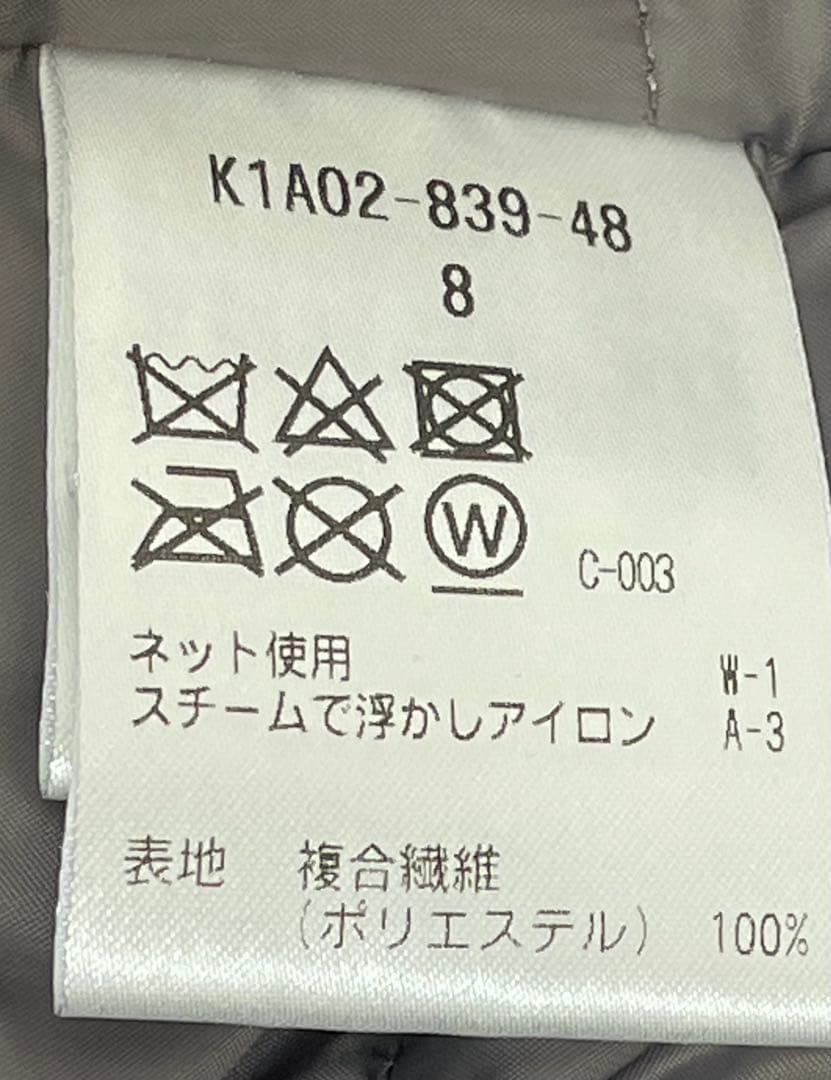 K1A02-839-48
8
W
C-003
ネット使用 W-1
スチームで浮かしアイロン A-3
表地 複合繊維
(ポリエステル) 100%